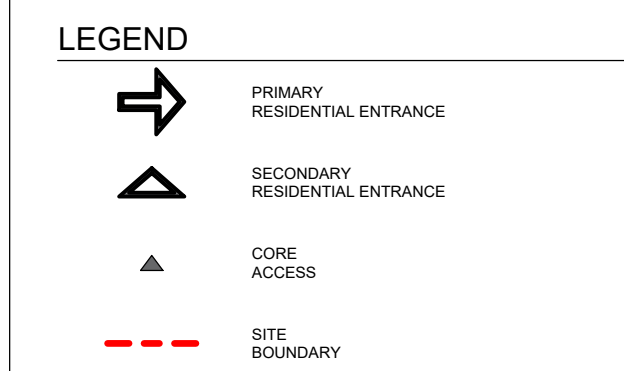 LEGEND
PRIMARY
RESIDENTIAL ENTRANCE
SECONDARY
RESIDENTIAL ENTRANCE
CORE
ACCESS
SITE
BOUNDARY